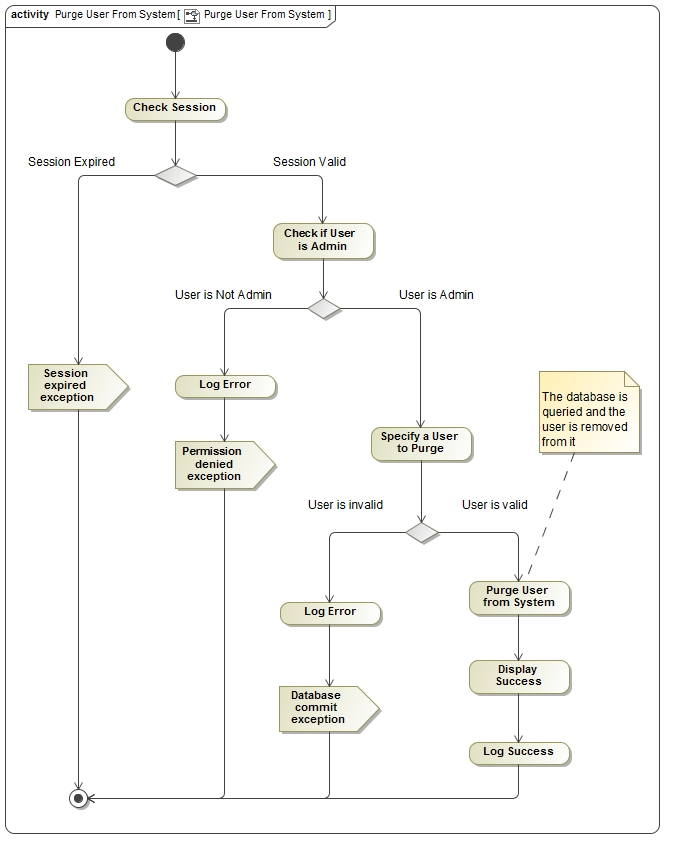 activity Purge User From System[ Purge User From System ]
Check Session
Session Expired
Session Valid
Check if User
is Admin
User is Not Admin
User is Admin
Session
expired
exception
Log Error
The database is
queried and the
user is removed
from it
Specify a User
to Purge
Permission
denied
exception
User is invalid
User is valid
Purge User
from System
Log Error
Display
Success
Database
commit
exception
Log Success